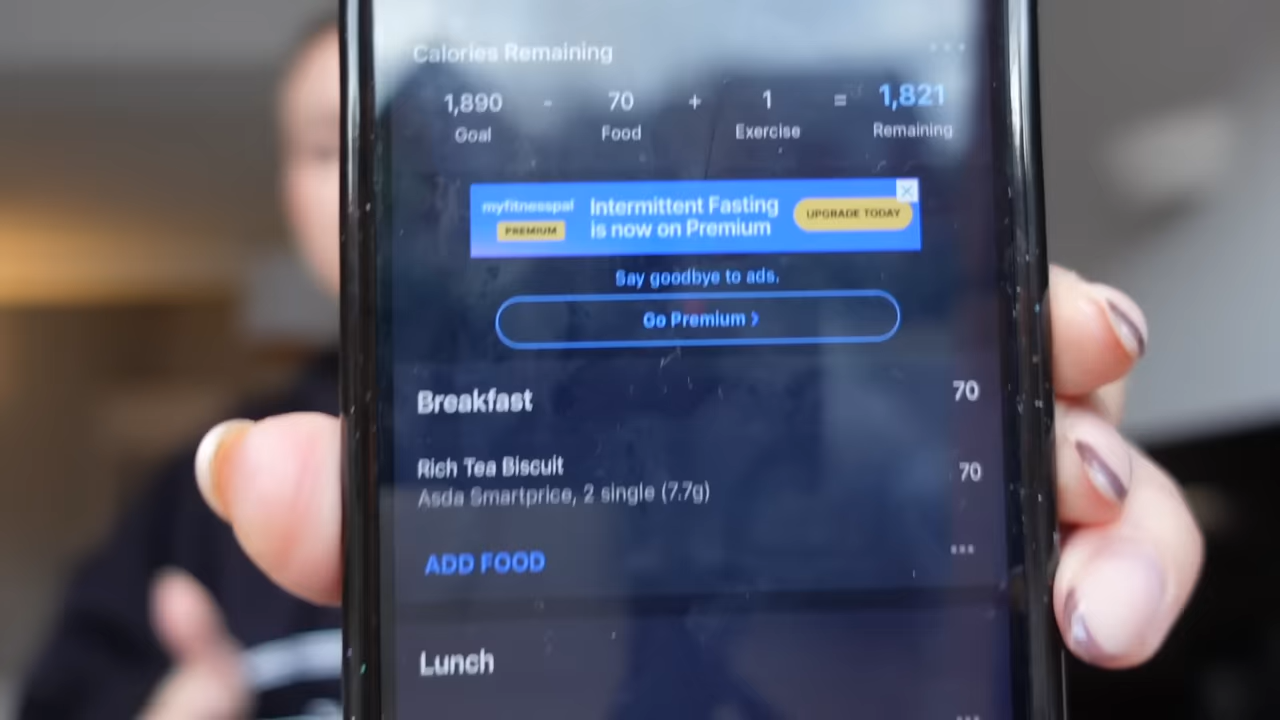 Calories Remaining
1,890 - 70 + 1 = 1,821
Goal Food Exercise Remaining
myfitnesspal
PREMIUM
Intermittent Fasting
is now on Premium
UPGRADE TODAY
Say goodbye to ads.
Go Premium >
Breakfast 70
Rich Tea Biscuit 70
Asda Smartprice, 2 single (7.7g)
ADD FOOD
Lunch